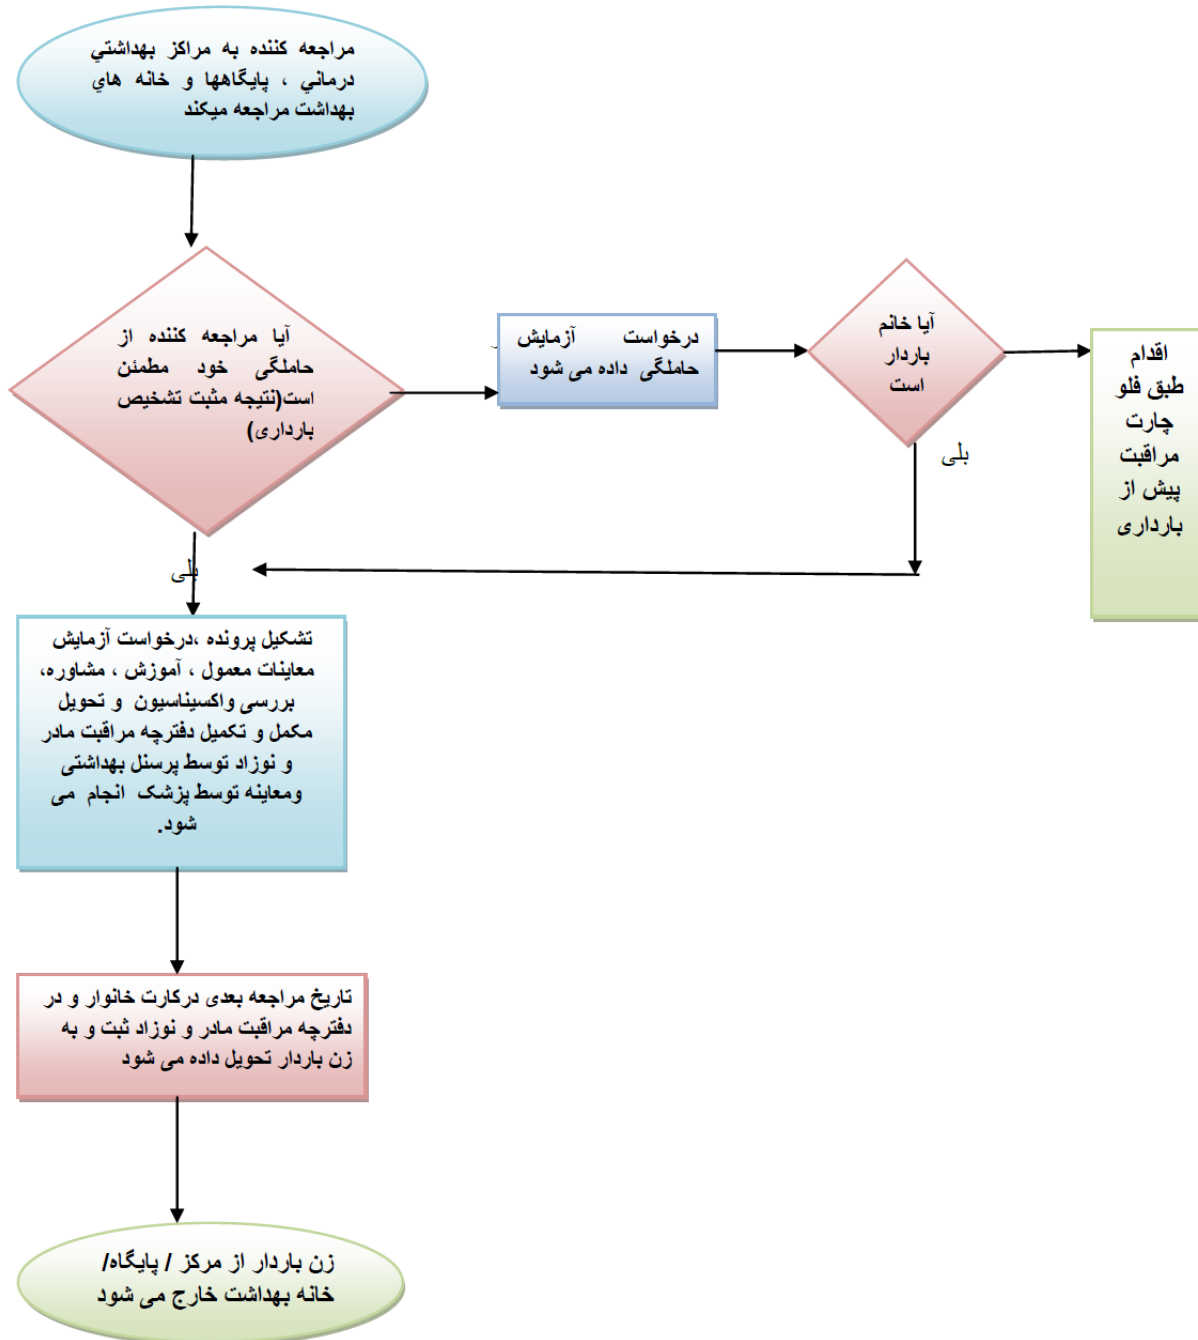 مراجعه کننده به مراکز بهداشتي
درماني ، پايگاهها و خانه هاي
بهداشت مراجعه ميکند
آیا مراجعه کننده از
حاملگی خود مطمئن
است(نتیجه مثبت تشخیص
بارداری)
درخواست آزمایش
حاملگی داده می شود
آیا خانم
باردار
است
اقدام
طبق فلو
چارت
مراقبت
پیش از
بارداری
بلی
بلی
تشکیل پرونده ،درخواست آزمایش
معاینات معمول ، آموزش ، مشاوره،
بررسی واکسیناسیون و تحویل
مکمل و تکمیل دفترچه مراقبت مادر
و نوزاد توسط پرسنل بهداشتی
ومعاینه توسط پزشک انجام می
شود.
تاریخ مراجعه بعدی درکارت خانوار و در
دفترچه مراقبت مادر و نوزاد ثبت و به
زن باردار تحویل داده می شود
زن باردار از مرکز / پایگاه/
خانه بهداشت خارج می شود